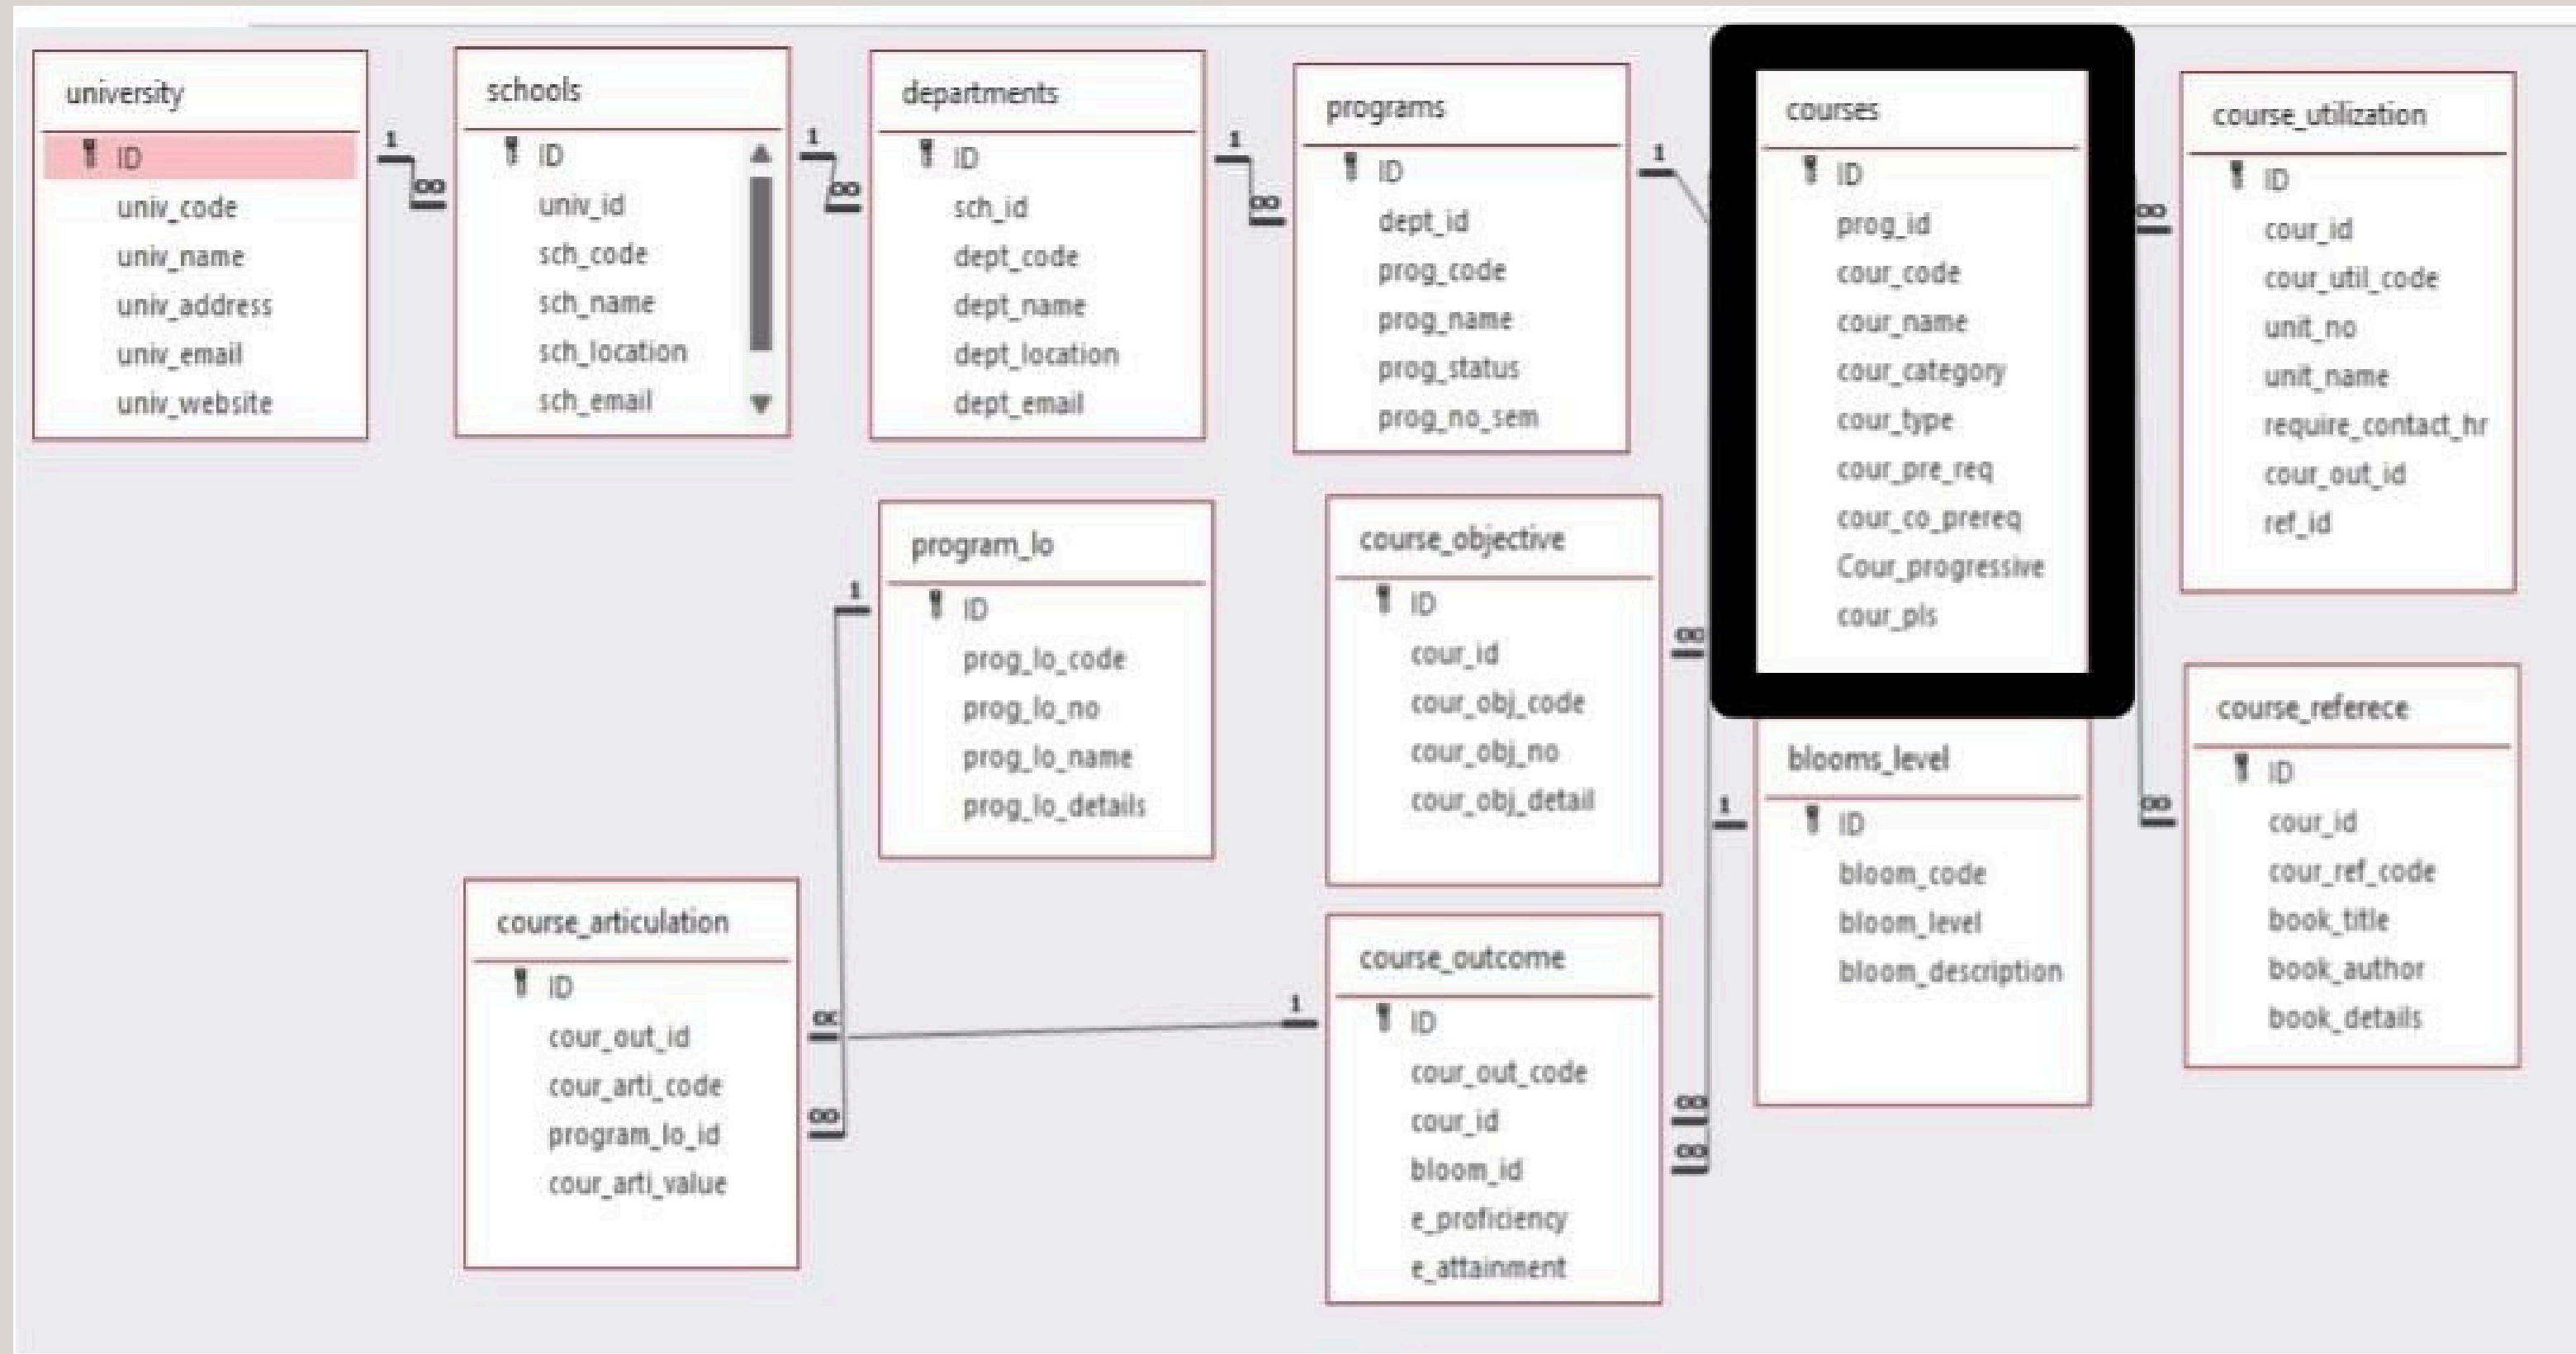 university
ID
univ_code
univ_name
univ_address
univ_email
univ_website
1
∞
schools
ID
univ_id
sch_code
sch_name
sch_location
sch_email
1
∞
departments
ID
sch_id
dept_code
dept_name
dept_location
dept_email
1
∞
programs
ID
dept_id
prog_code
prog_name
prog_status
prog_no_sem
1
courses
ID
prog_id
cour_code
cour_name
cour_category
cour_type
cour_pre_req
cour_co_prereq
Cour_progressive
cour_pls
∞
course_utilization
ID
cour_id
cour_util_code
unit_no
unit_name
require_contact_hr
cour_out_id
ref_id
1
program_lo
ID
prog_lo_code
prog_lo_no
prog_lo_name
prog_lo_details
course_objective
ID
cour_id
cour_obj_code
cour_obj_no
cour_obj_detail
∞
1
blooms_level
ID
bloom_code
bloom_level
bloom_description
∞
course_referece
ID
cour_id
cour_ref_code
book_title
book_author
book_details
course_articulation
ID
cour_out_id
cour_arti_code
program_lo_id
cour_arti_value
∞
∞
1
course_outcome
ID
cour_out_code
cour_id
bloom_id
e_proficiency
e_attainment
∞
∞